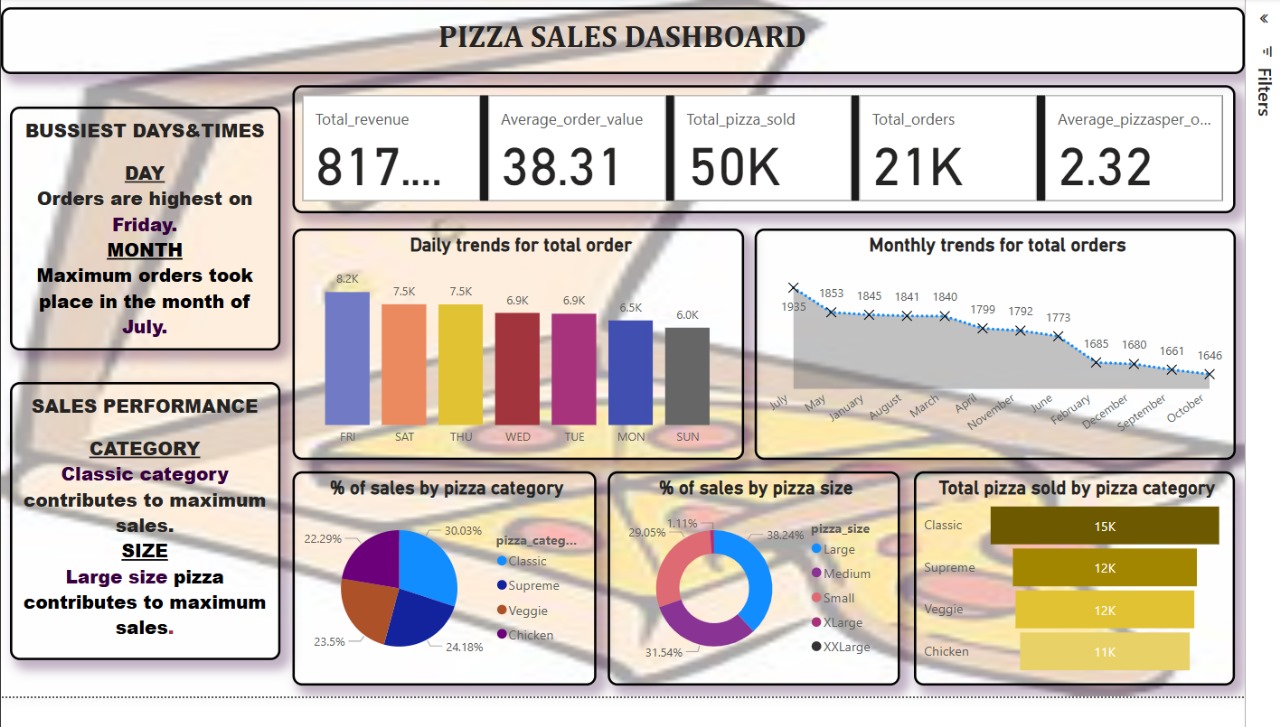 PIZZA SALES DASHBOARD
«
Filters
BUSSIEST DAYS&TIMES
DAY
Orders are highest on
Friday.
MONTH
Maximum orders took
place in the month of
July.
SALES PERFORMANCE
CATEGORY
Classic category
contributes to maximum
sales.
SIZE
Large size pizza
contributes to maximum
sales.
Total_revenue
817....
Average_order_value
38.31
Total_pizza_sold
50K
Total_orders
21K
Average_pizzasper_o...
2.32
Daily trends for total order
8.2K
7.5K
7.5K
6.9K
6.9K
6.5K
6.0K
FRI
SAT
THU
WED
TUE
MON
SUN
Monthly trends for total orders
1935
1853
1845
1841
1840
1799
1792
1773
1685
1680
1661
1646
July
May
January
August
March
April
November
June
February
December
September
October
% of sales by pizza category
30.03%
24.18%
23.5%
22.29%
pizza_categ...
Classic
Supreme
Veggie
Chicken
% of sales by pizza size
38.24%
31.54%
29.05%
1.11%
pizza_size
Large
Medium
Small
XLarge
XXLarge
Total pizza sold by pizza category
Classic 15K
Supreme 12K
Veggie 12K
Chicken 11K